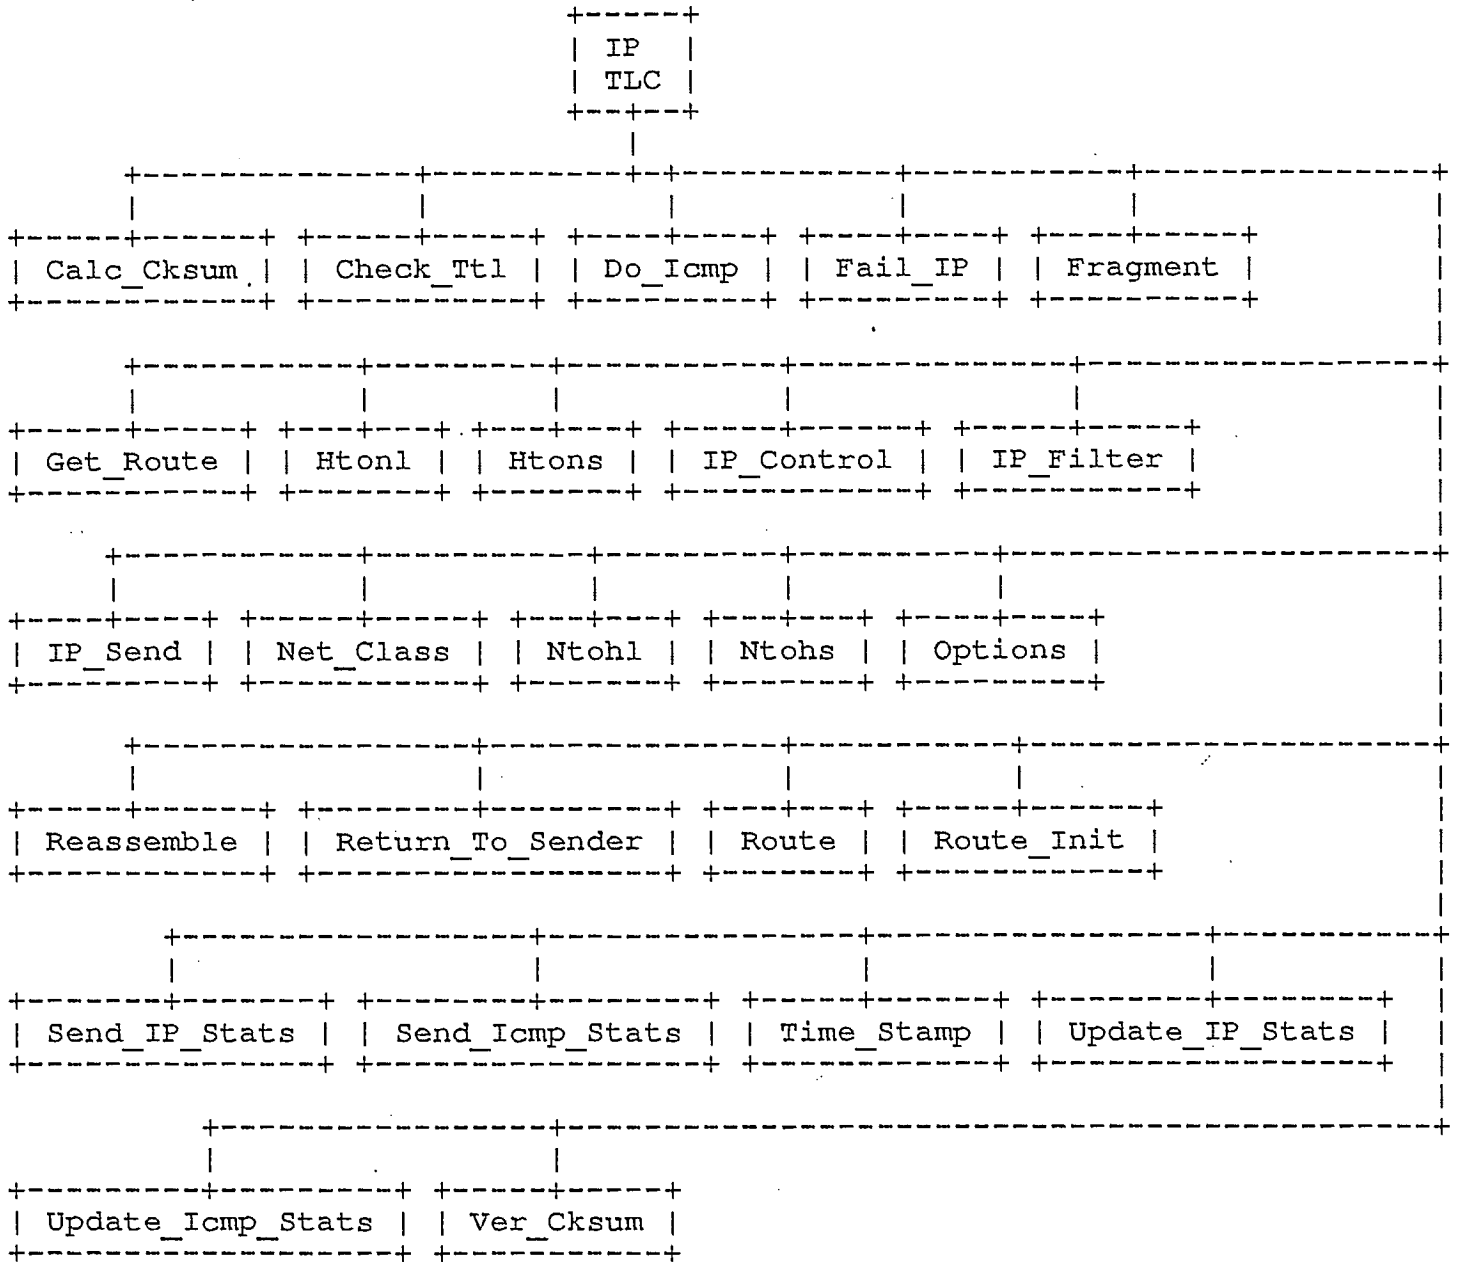 IP
TLC
Calc_Cksum Check_Ttl Do_Icmp Fail_IP Fragment
Get_Route Htonl Htons IP_Control IP_Filter
IP_Send Net_Class Ntohl Ntohs Options
Reassemble Return_To_Sender Route Route_Init
Send_IP_Stats Send_Icmp_Stats Time_Stamp Update_IP_Stats
Update_Icmp_Stats Ver_Cksum